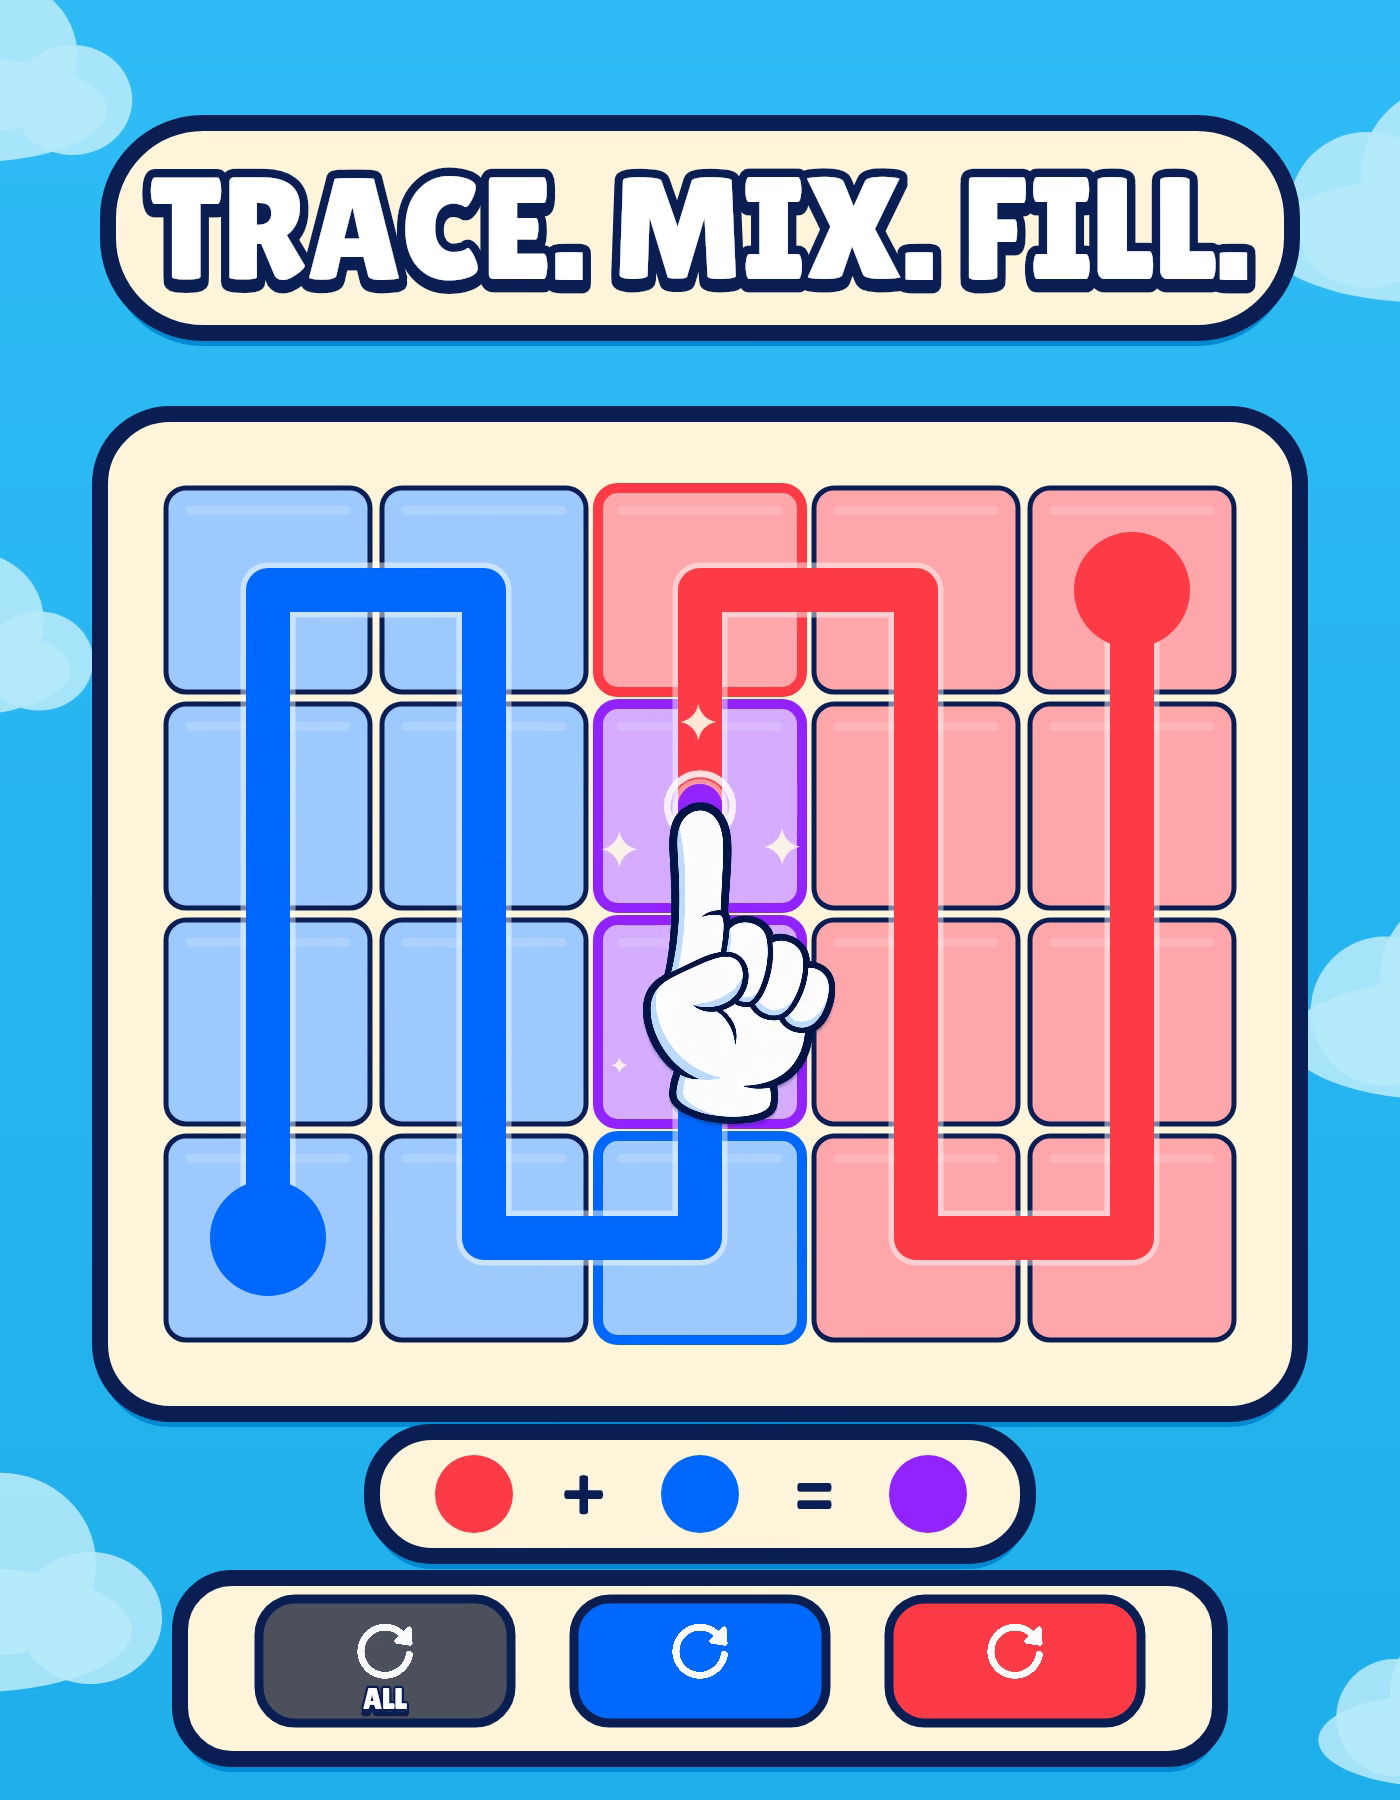 TRACE. MIX. FILL.
+ =
ALL